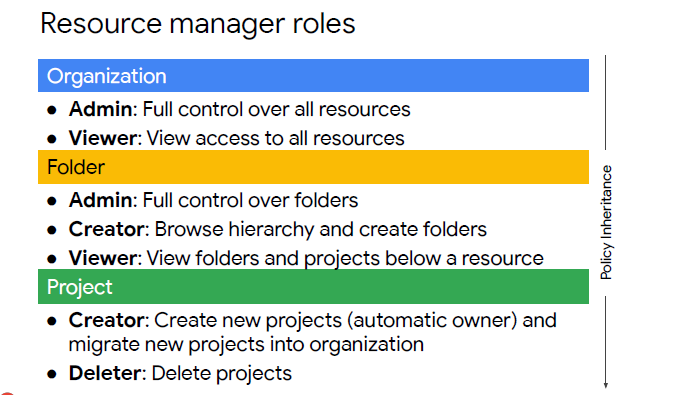 Resource manager roles
Organization
● Admin: Full control over all resources
● Viewer: View access to all resources
Folder
● Admin: Full control over folders
● Creator: Browse hierarchy and create folders
● Viewer: View folders and projects below a resource
Project
● Creator: Create new projects (automatic owner) and
migrate new projects into organization
● Deleter: Delete projects
Policy Inheritance